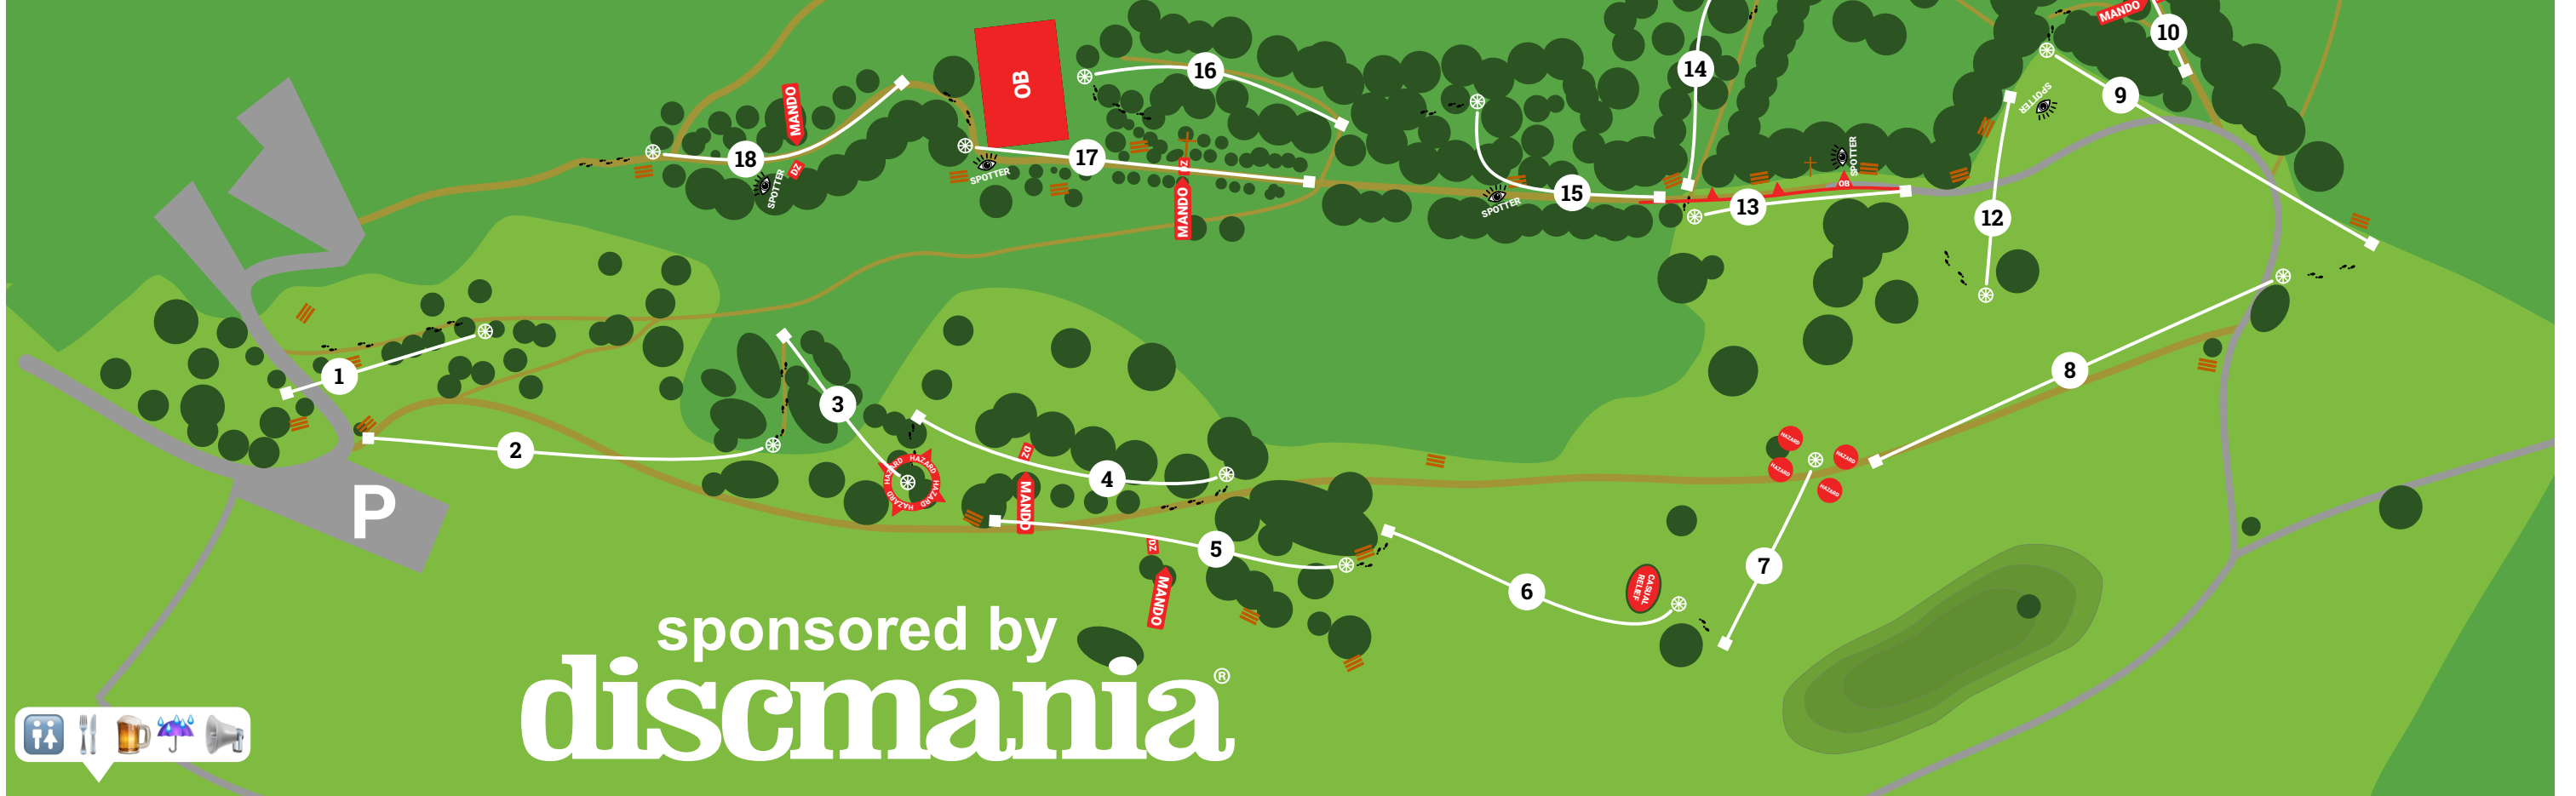 MANDO
10
OB
16
14
9
SPOTTER
MANDO
18
DZ
SPOTTER
17
SPOTTER
DZ
MANDO
15
SPOTTER
SPOTTER
OB
13
12
1
3
8
2
HAZARD
HAZARD
HAZARD
HAZARD
DZ
4
MANDO
HAZARD
HAZARD
HAZARD
HAZARD
P
5
DZ
MANDO
6
CASUAL
RELIEF
7
sponsored by
discmania®